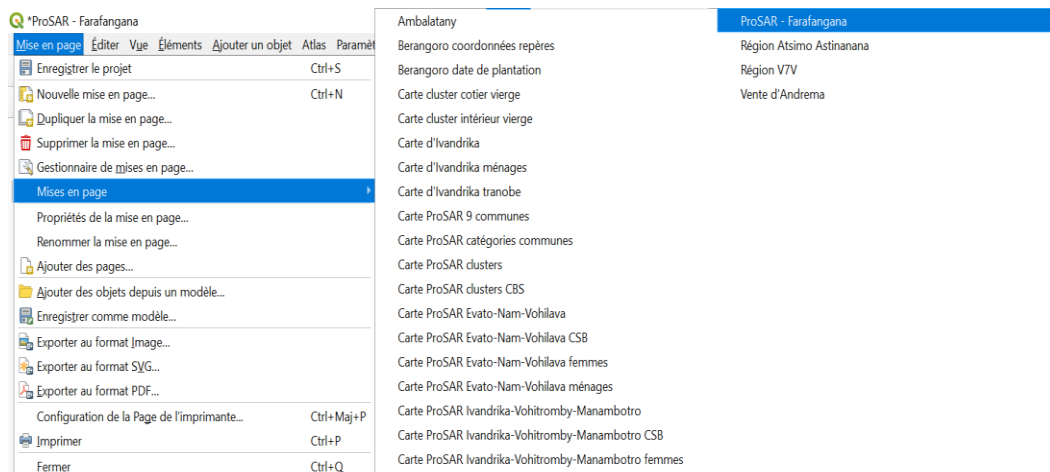 *ProSAR - Farafangana
Mise en page Éditer Vue Éléments Ajouter un objet Atlas Paramèt
Enregistrer le projet Ctrl+S
Nouvelle mise en page... Ctrl+N
Dupliquer la mise en page...
Supprimer la mise en page...
Gestionnaire de mises en page...
Mises en page
Propriétés de la mise en page...
Renommer la mise en page...
Ajouter des pages...
Ajouter des objets depuis un modèle...
Enregistrer comme modèle...
Exporter au format Image...
Exporter au format SVG...
Exporter au format PDF...
Configuration de la Page de l'imprimante... Ctrl+Maj+P
Imprimer Ctrl+P
Fermer Ctrl+Q
Ambalatany
Berangoro coordonnées repères
Berangoro date de plantation
Carte cluster cotier vierge
Carte cluster intérieur vierge
Carte d'Ivandrika
Carte d'Ivandrika ménages
Carte d'Ivandrika tranobe
Carte ProSAR 9 communes
Carte ProSAR catégories communes
Carte ProSAR clusters
Carte ProSAR clusters CBS
Carte ProSAR Evato-Nam-Vohilava
Carte ProSAR Evato-Nam-Vohilava CSB
Carte ProSAR Evato-Nam-Vohilava femmes
Carte ProSAR Evato-Nam-Vohilava ménages
Carte ProSAR Ivandrika-Vohitromby-Manambotro
Carte ProSAR Ivandrika-Vohitromby-Manambotro CSB
Carte ProSAR Ivandrika-Vohitromby-Manambotro femmes
ProSAR - Farafangana
Région Atsimo Astinanana
Région V7V
Vente d'Andrema